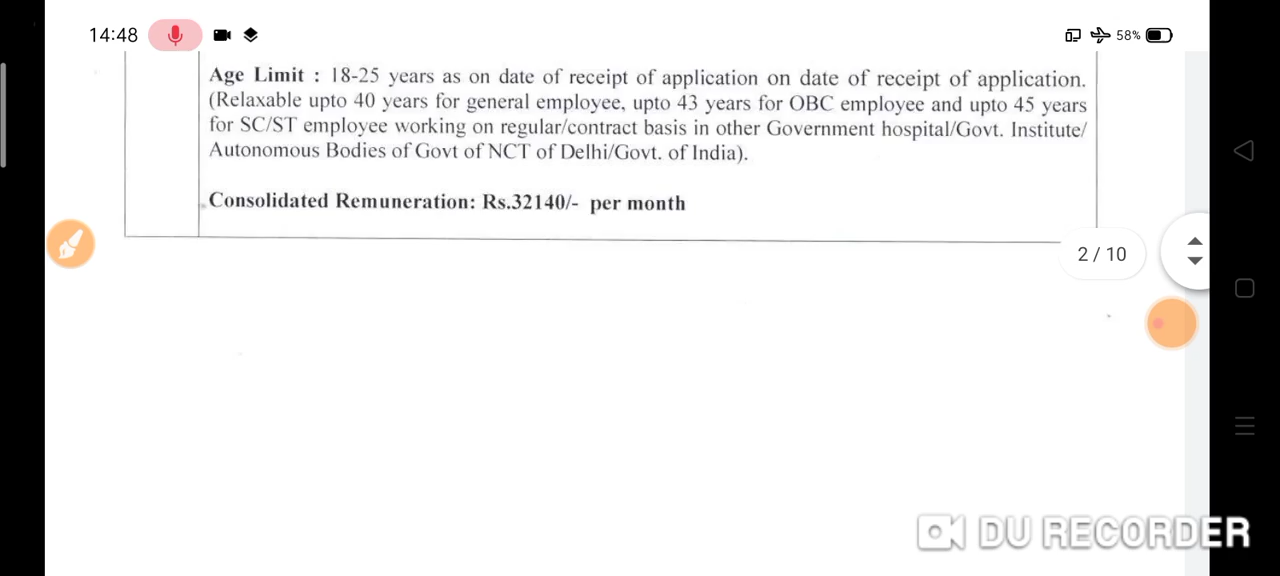 14:48
58%
Age Limit : 18-25 years as on date of receipt of application on date of receipt of application.
(Relaxable upto 40 years for general employee, upto 43 years for OBC employee and upto 45 years
for SC/ST employee working on regular/contract basis in other Government hospital/Govt. Institute/
Autonomous Bodies of Govt of NCT of Delhi/Govt. of India).
Consolidated Remuneration: Rs.32140/- per month
2 / 10
DU RECORDER